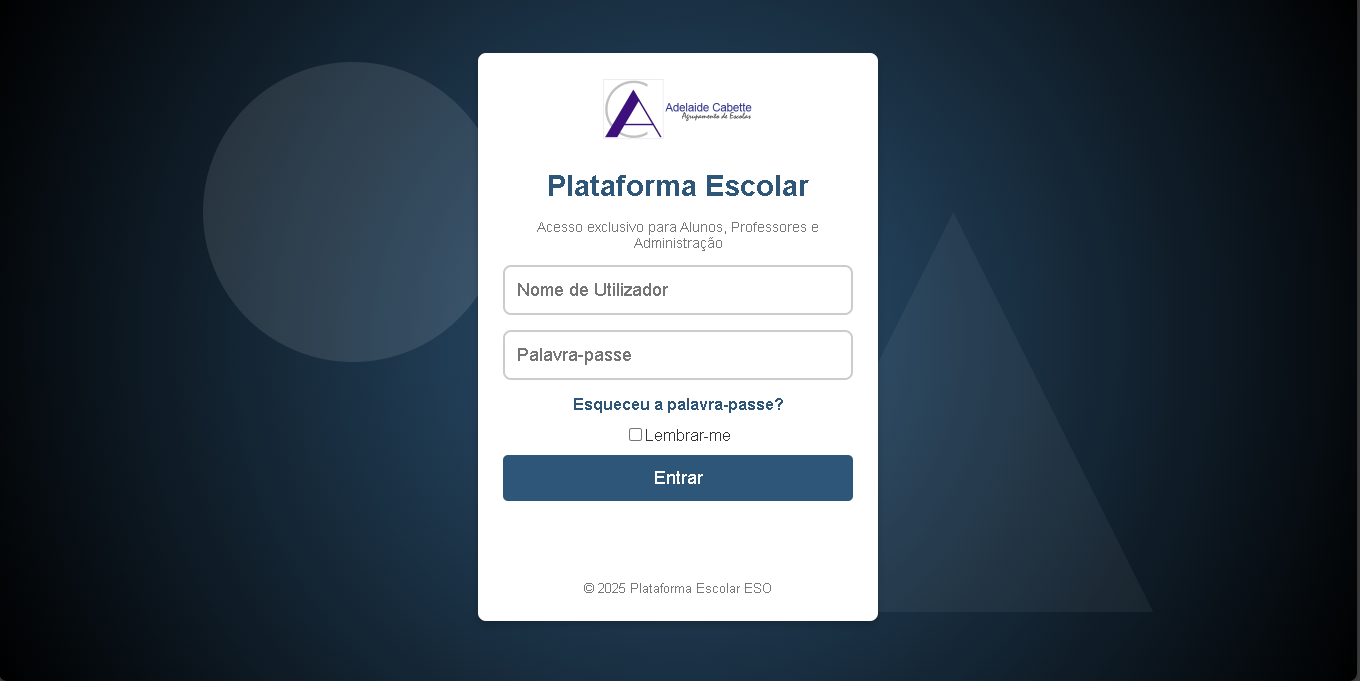 Adelaide Cabette
Agrupamento de Escolas
Plataforma Escolar
Acesso exclusivo para Alunos, Professores e
Administração
Nome de Utilizador
Palavra-passe
Esqueceu a palavra-passe?
Lembrar-me
Entrar
© 2025 Plataforma Escolar ESO